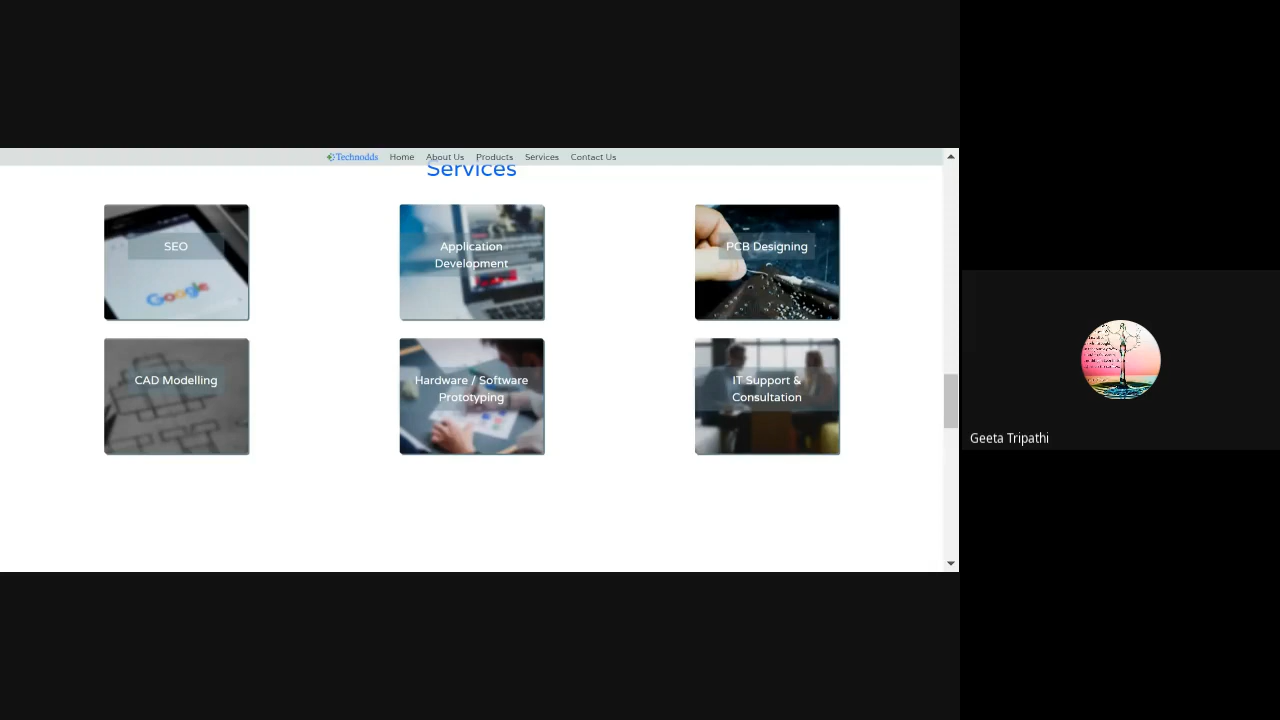 Technodds Home About Us Products Services Contact Us
Services
SEO
Application
Development
PCB Designing
Google
CAD Modelling
Hardware / Software
Prototyping
IT Support &
Consultation
Geeta Tripathi